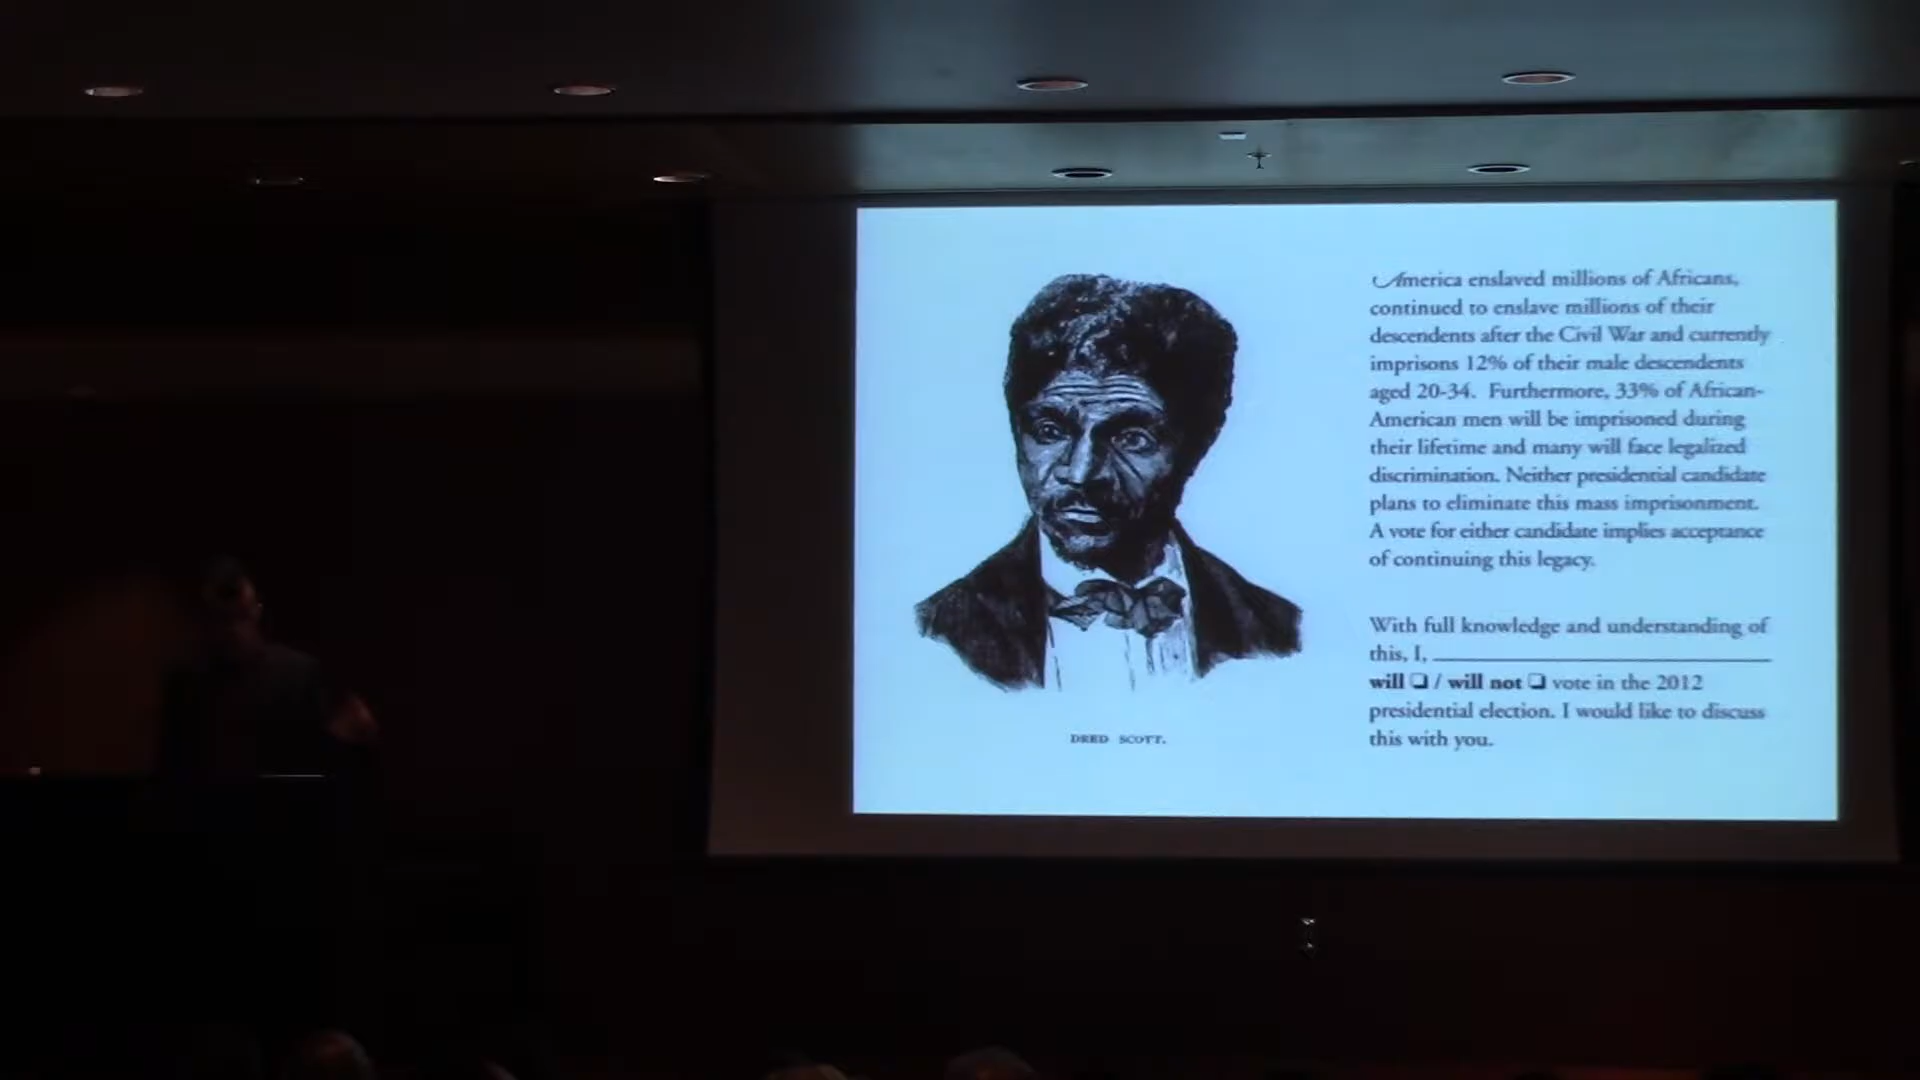 America enslaved millions of Africans,
continued to enslave millions of their
descendents after the Civil War and currently
imprisons 12% of their male descendents
aged 20-34. Furthermore, 33% of African-
American men will be imprisoned during
their lifetime and many will face legalized
discrimination. Neither presidential candidate
plans to eliminate this mass imprisonment.
A vote for either candidate implies acceptance
of continuing this legacy.
With full knowledge and understanding of
this, I, ______________________________
will ❏ / will not ❏ vote in the 2012
presidential election. I would like to discuss
this with you.
DRED SCOTT.